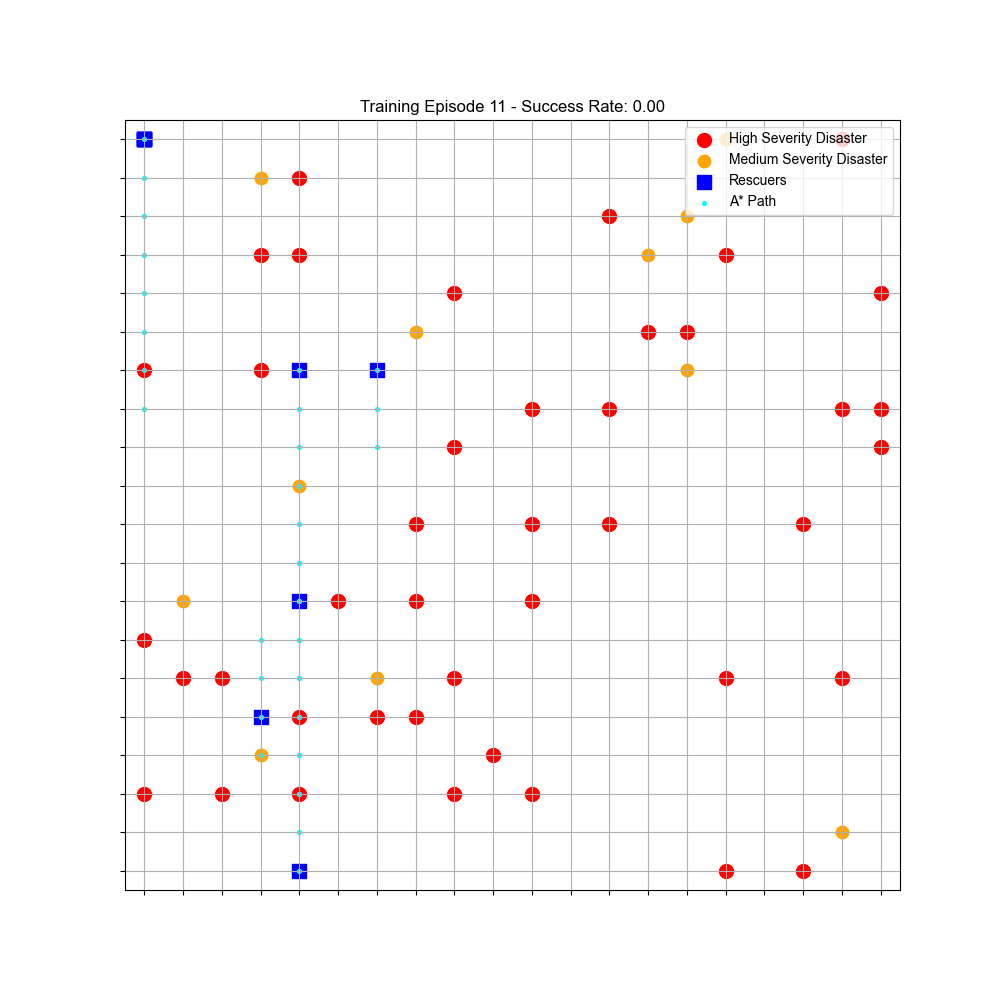 Training Episode 11 - Success Rate: 0.00
High Severity Disaster
Medium Severity Disaster
Rescuers
A* Path